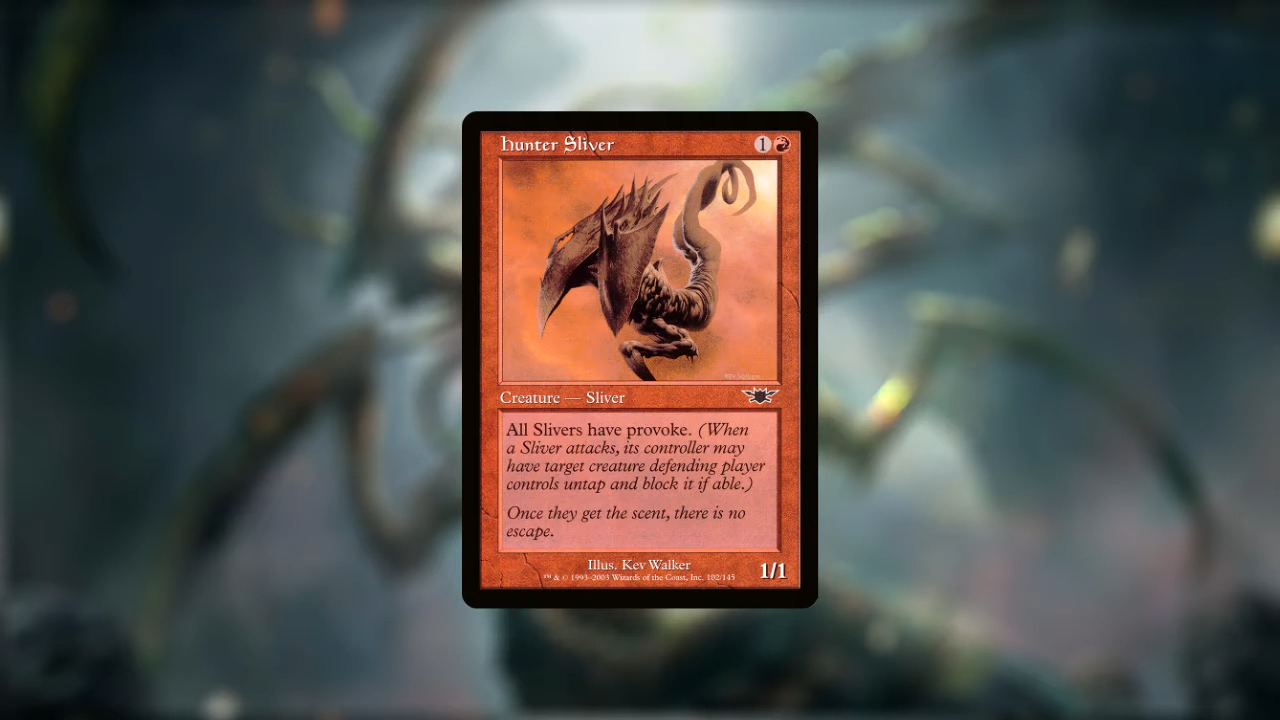 Hunter Sliver
1
Creature — Sliver
All Slivers have provoke. (When
a Sliver attacks, its controller may
have target creature defending player
controls untap and block it if able.)
Once they get the scent, there is no
escape.
Illus. Kev Walker
™ & © 1993–2003 Wizards of the Coast, Inc. 102/145
1/1